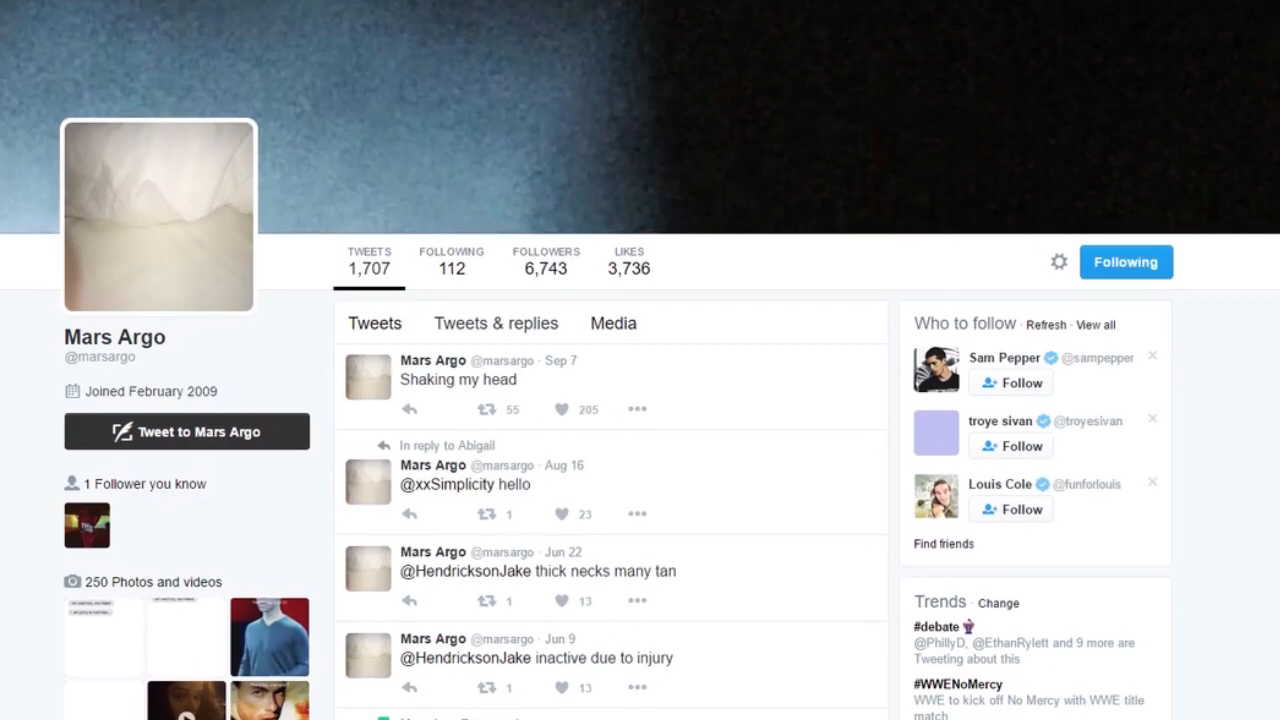 TWEETS FOLLOWING FOLLOWERS LIKES
1,707 112 6,743 3,736
Following
Mars Argo
@marsargo
Joined February 2009
Tweet to Mars Argo
1 Follower you know
250 Photos and videos
Tweets Tweets & replies Media
Mars Argo @marsargo · Sep 7
Shaking my head
55 205
In reply to Abigail
Mars Argo @marsargo · Aug 16
@xxSimplicity hello
1 23
Mars Argo @marsargo · Jun 22
@HendricksonJake thick necks many tan
1 13
Mars Argo @marsargo · Jun 9
@HendricksonJake inactive due to injury
1 13
Who to follow · Refresh · View all
Sam Pepper @sampepper
Follow
troye sivan @troyesivan
Follow
Louis Cole @funforlouis
Follow
Find friends
Trends · Change
#debate
@PhillyD, @EthanRylett and 9 more are
Tweeting about this
#WWENoMercy
WWE to kick off No Mercy with WWE title
match